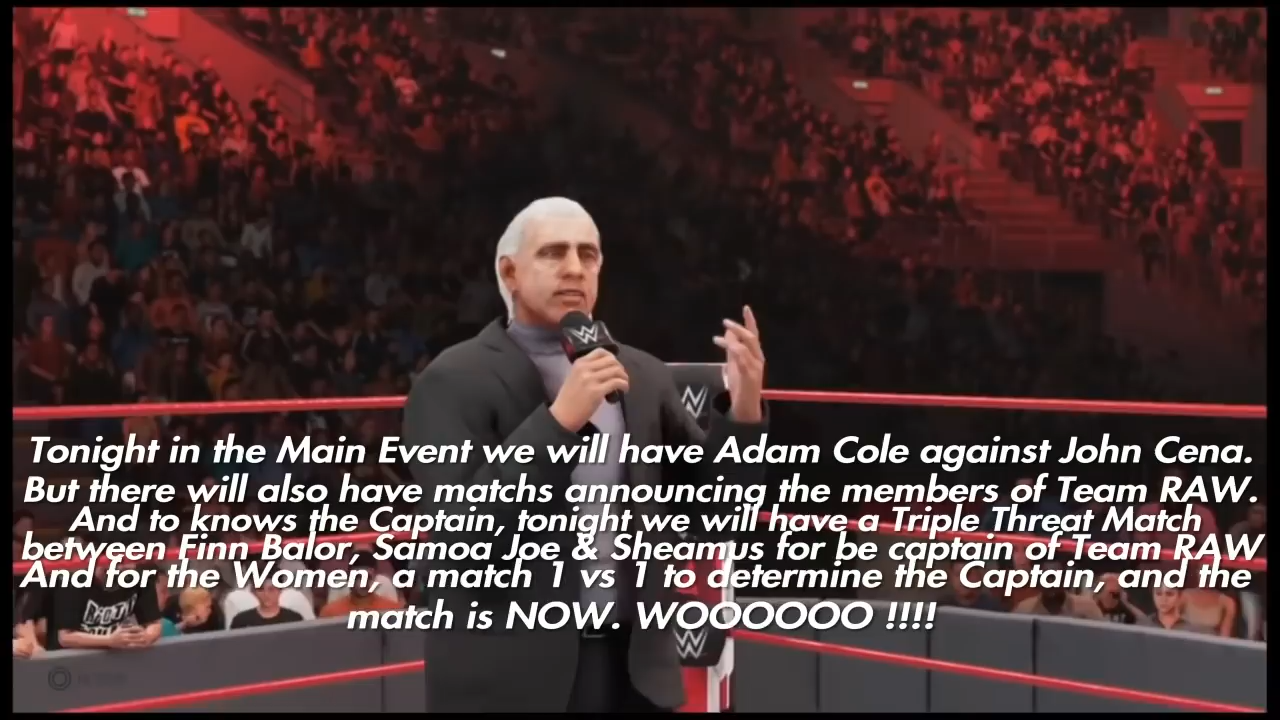 Tonight in the Main Event we will have Adam Cole against John Cena.
But there will also have matchs announcing the members of Team RAW.
And to knows the Captain, tonight we will have a Triple Threat Match
between Finn Balor, Samoa Joe & Sheamus for be captain of Team RAW
And for the Women, a match 1 vs 1 to determine the Captain, and the
match is NOW. WOOOOOO !!!!